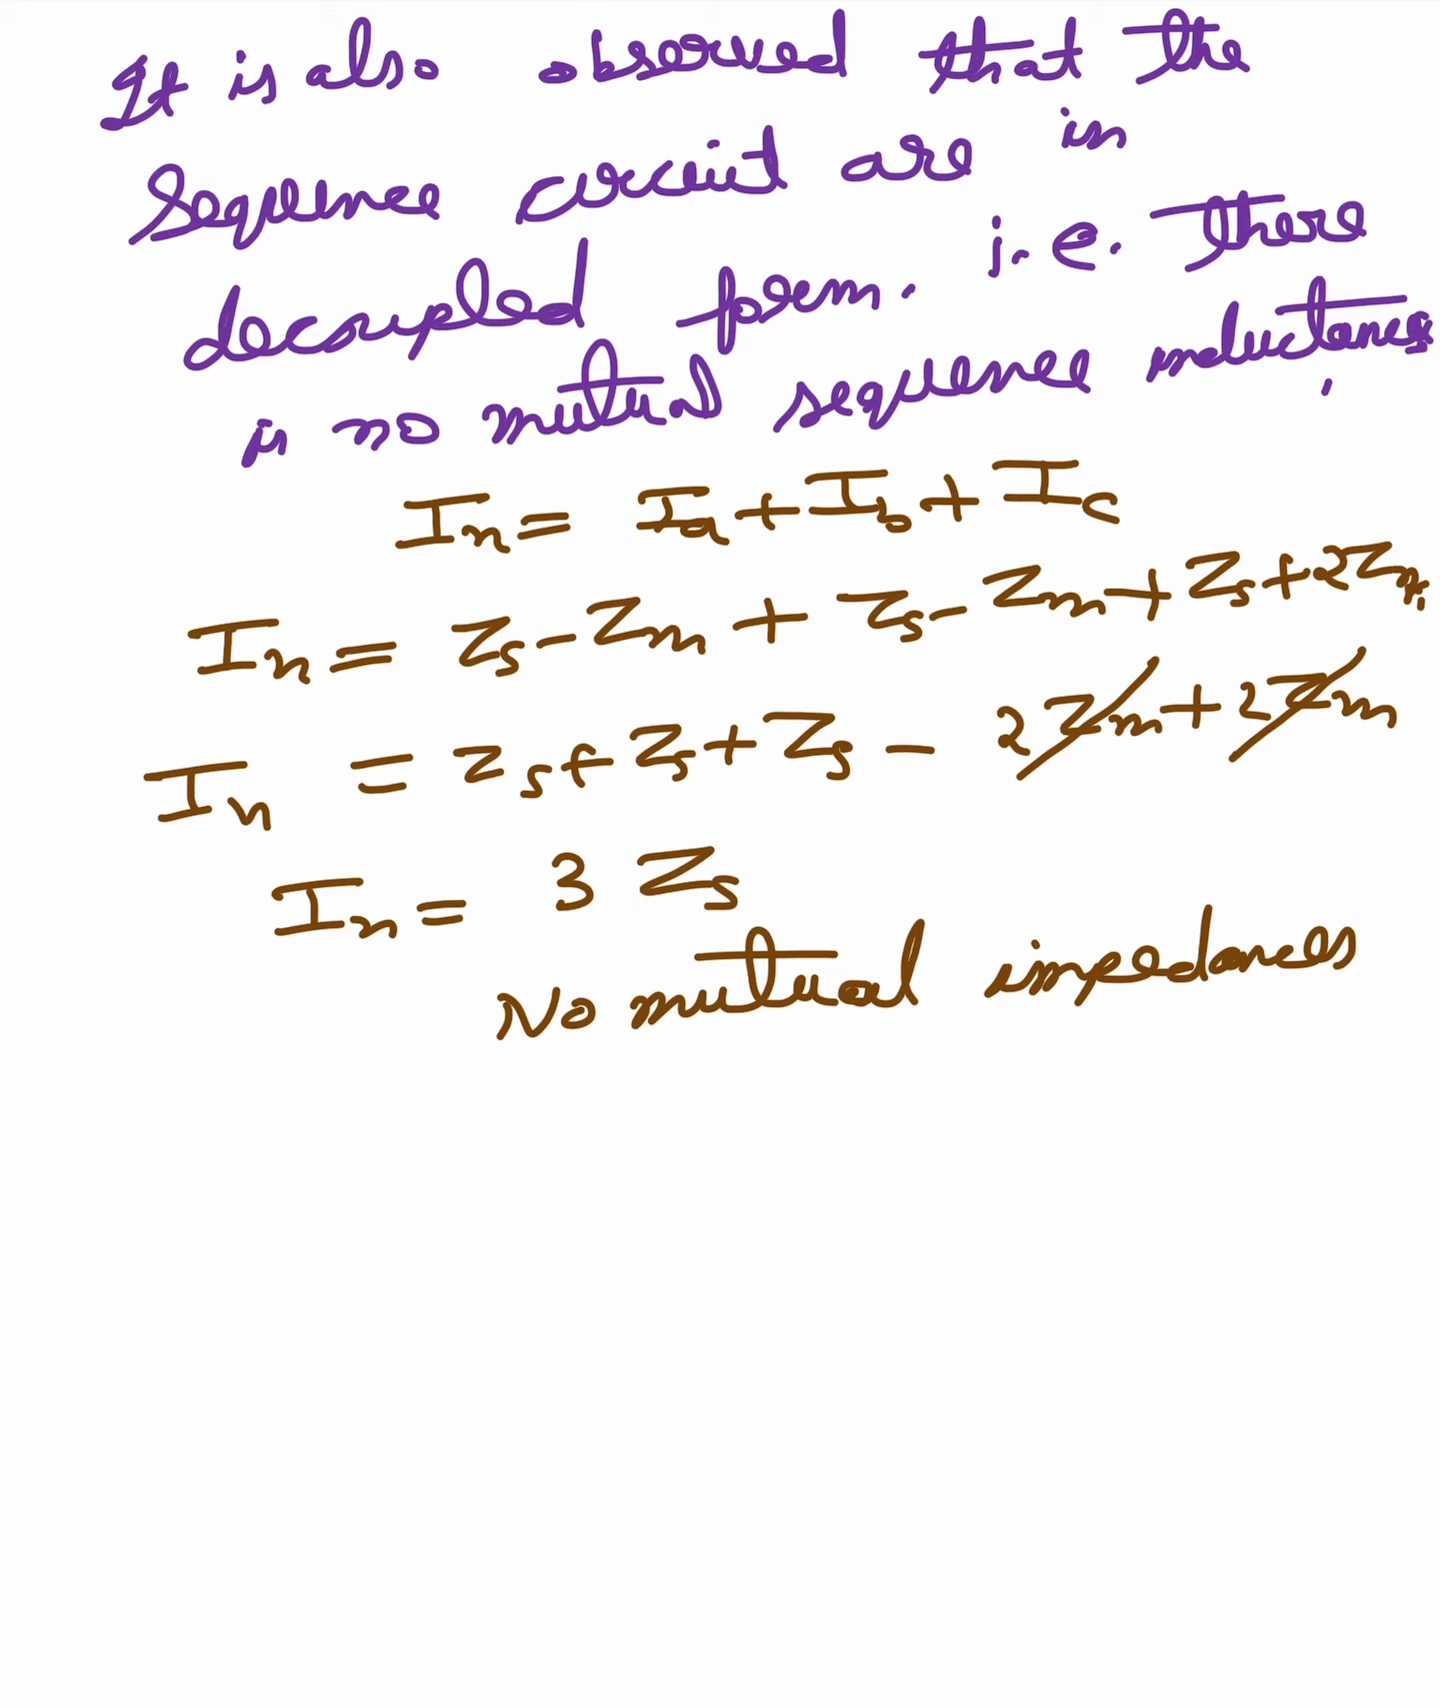 It is also observed that the
Sequence circuit are in
decoupled form. i.e. There
is no mutual sequence inductances.
In = Ia + Ib + Ic
In = Zs - Zm + Zs - Zm + Zs + 2Zm
In = Zs + Zs + Zs - 2Zm + 2Zm
In = 3 Zs
No mutual impedances